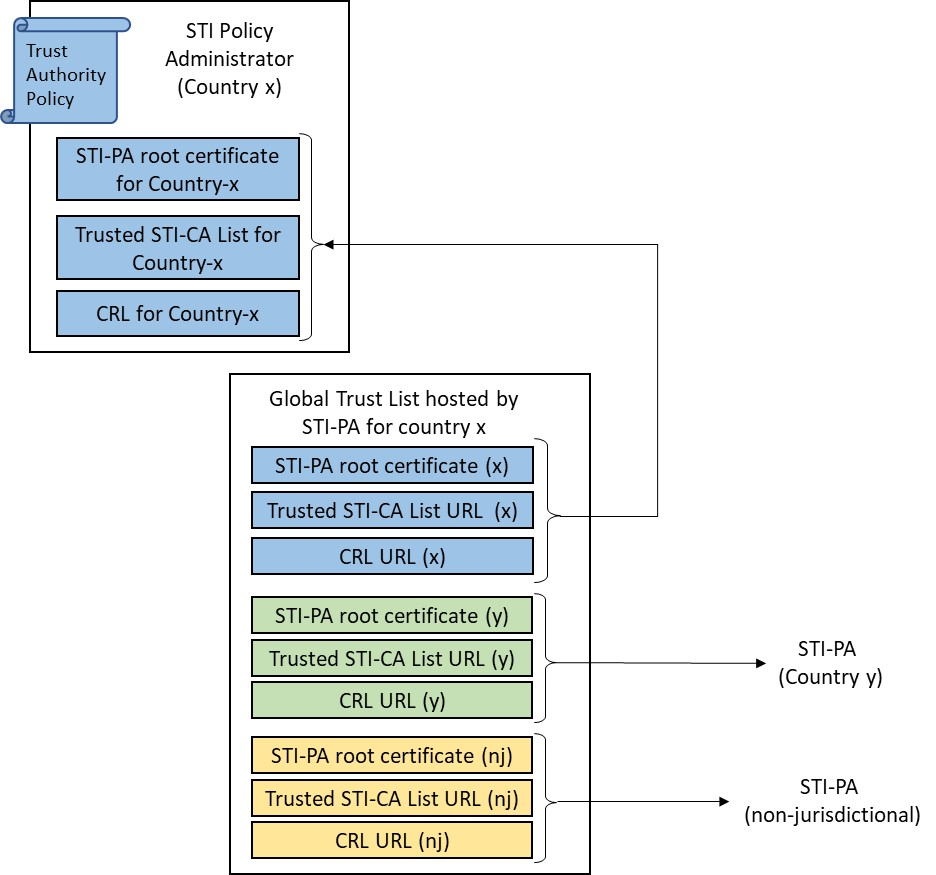 Trust
Authority
Policy
STI Policy
Administrator
(Country x)
STI-PA root certificate
for Country-x
Trusted STI-CA List for
Country-x
CRL for Country-x
Global Trust List hosted by
STI-PA for country x
STI-PA root certificate (x)
Trusted STI-CA List URL (x)
CRL URL (x)
STI-PA root certificate (y)
Trusted STI-CA List URL (y)
CRL URL (y)
STI-PA
(Country y)
STI-PA root certificate (nj)
Trusted STI-CA List URL (nj)
CRL URL (nj)
STI-PA
(non-jurisdictional)